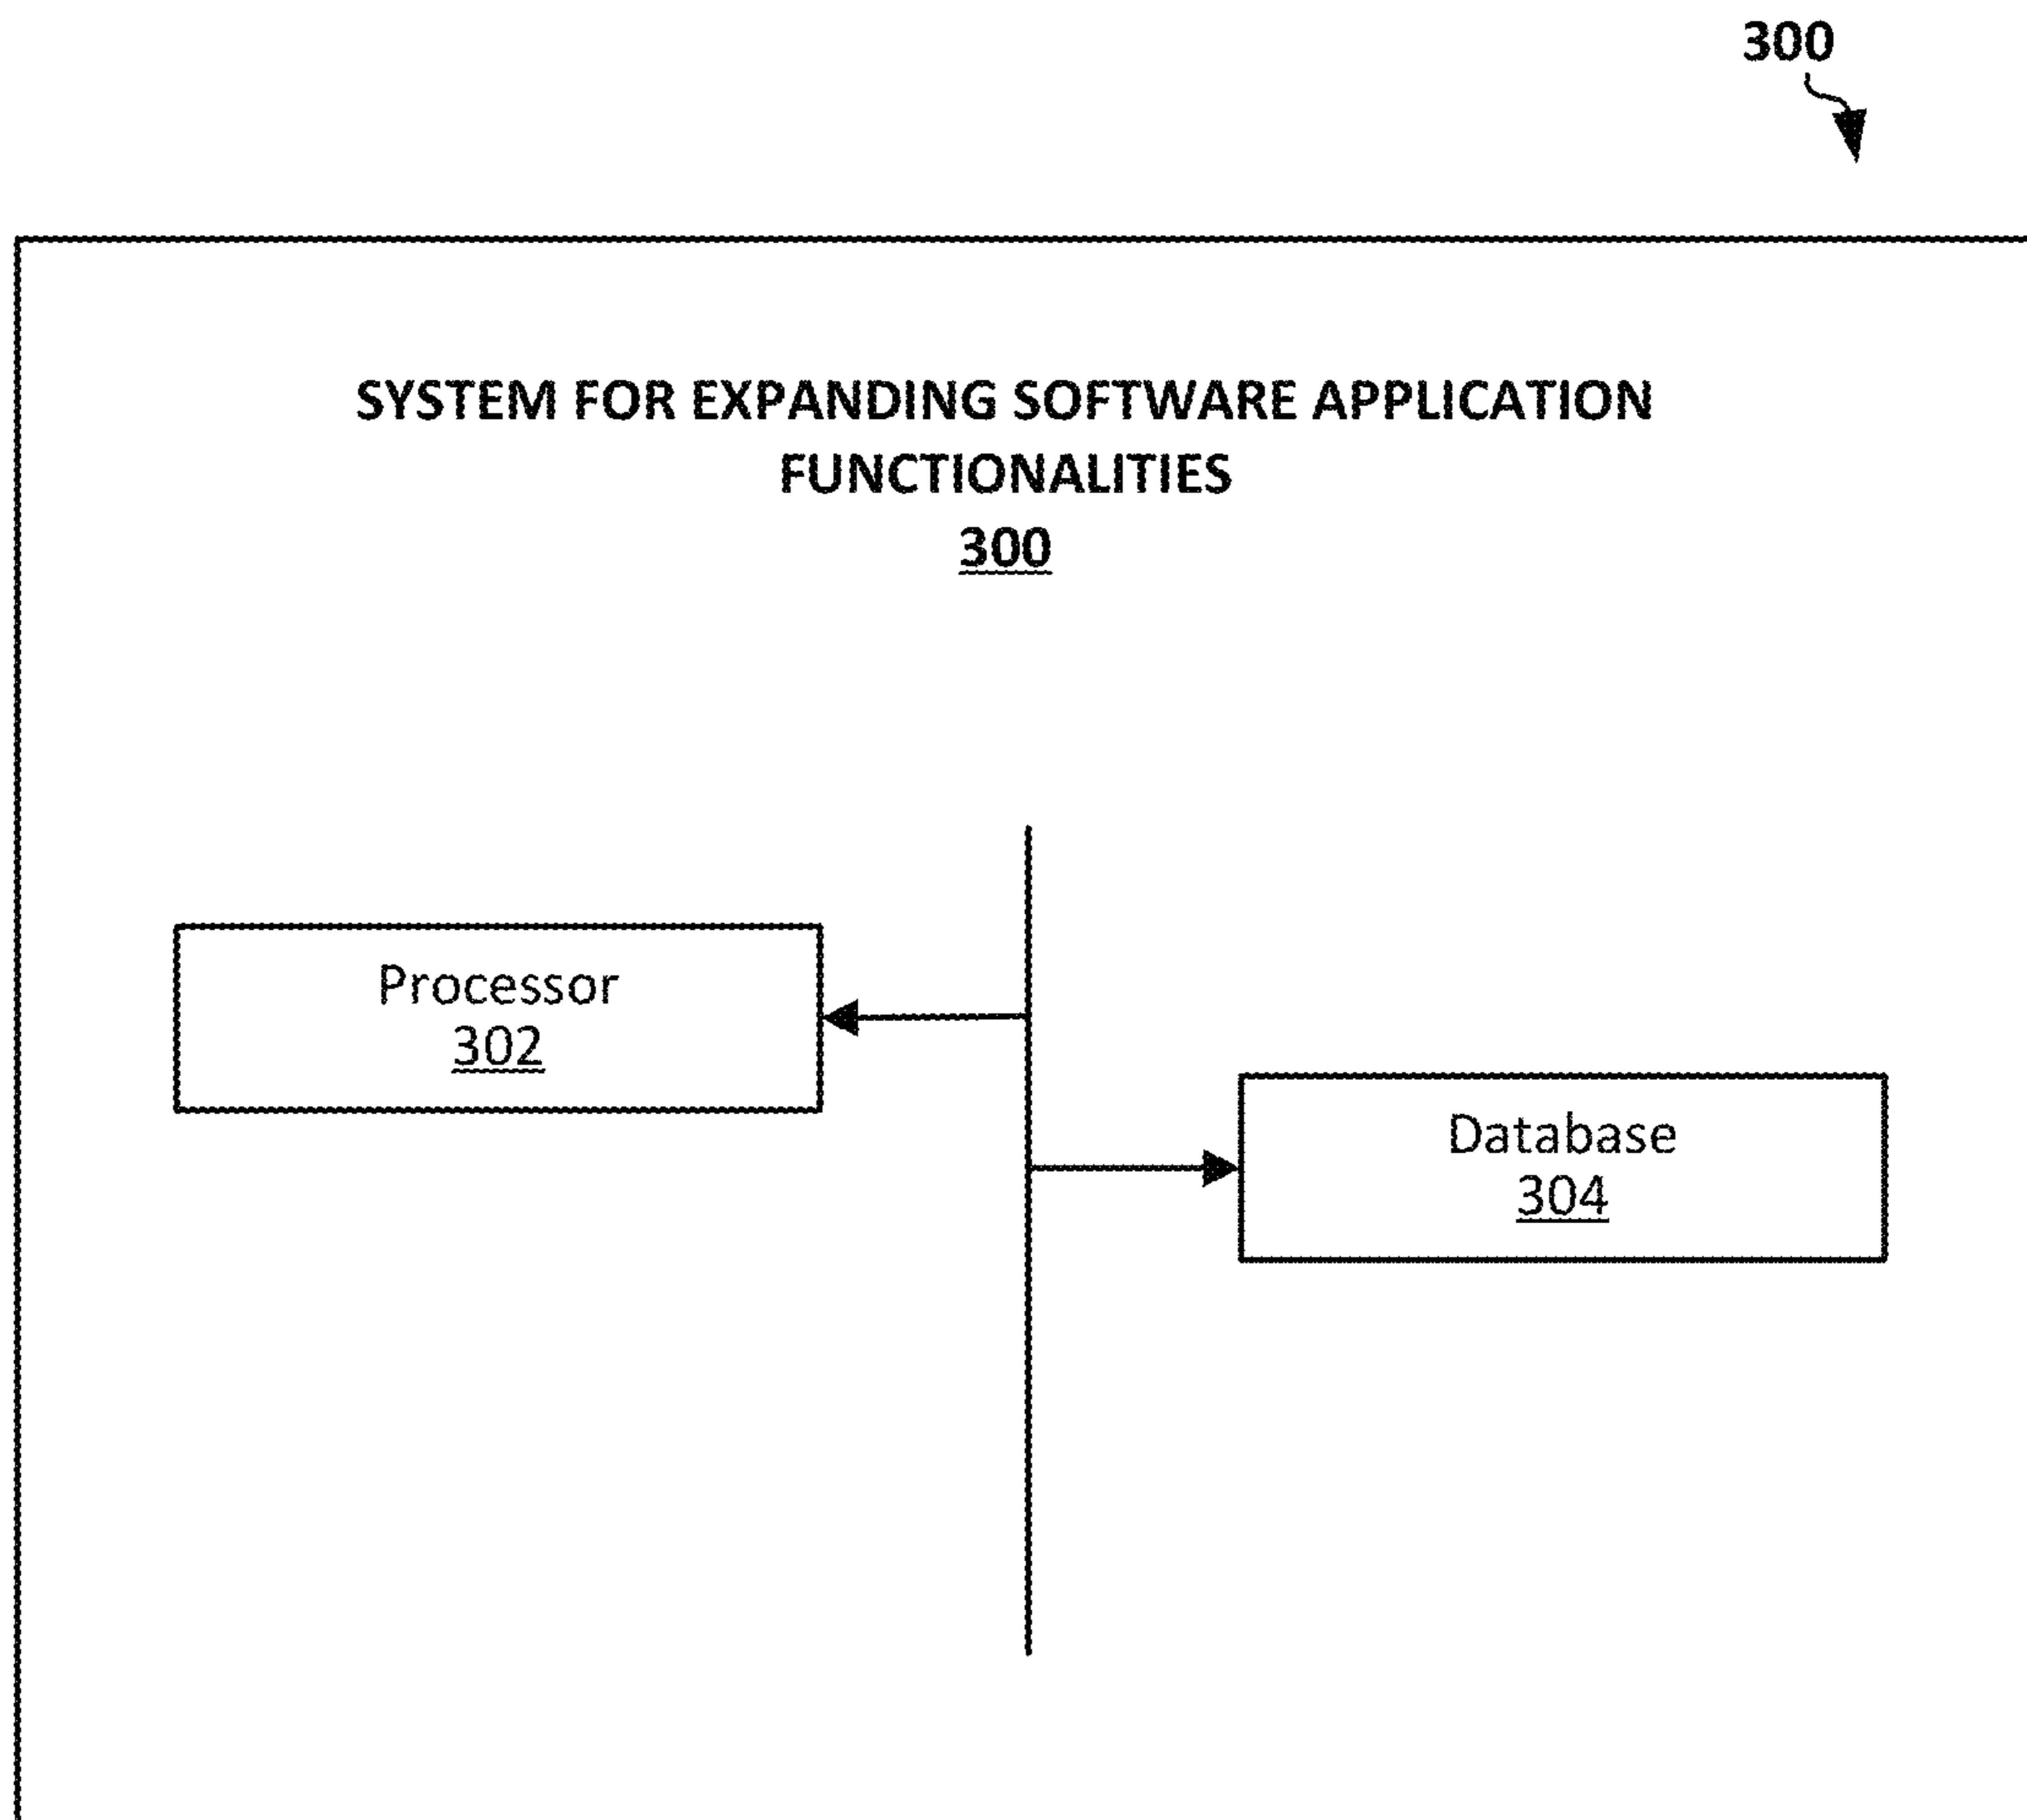 300
SYSTEM FOR EXPANDING SOFTWARE APPLICATION
FUNCTIONALITIES
300
Processor
302
Database
304